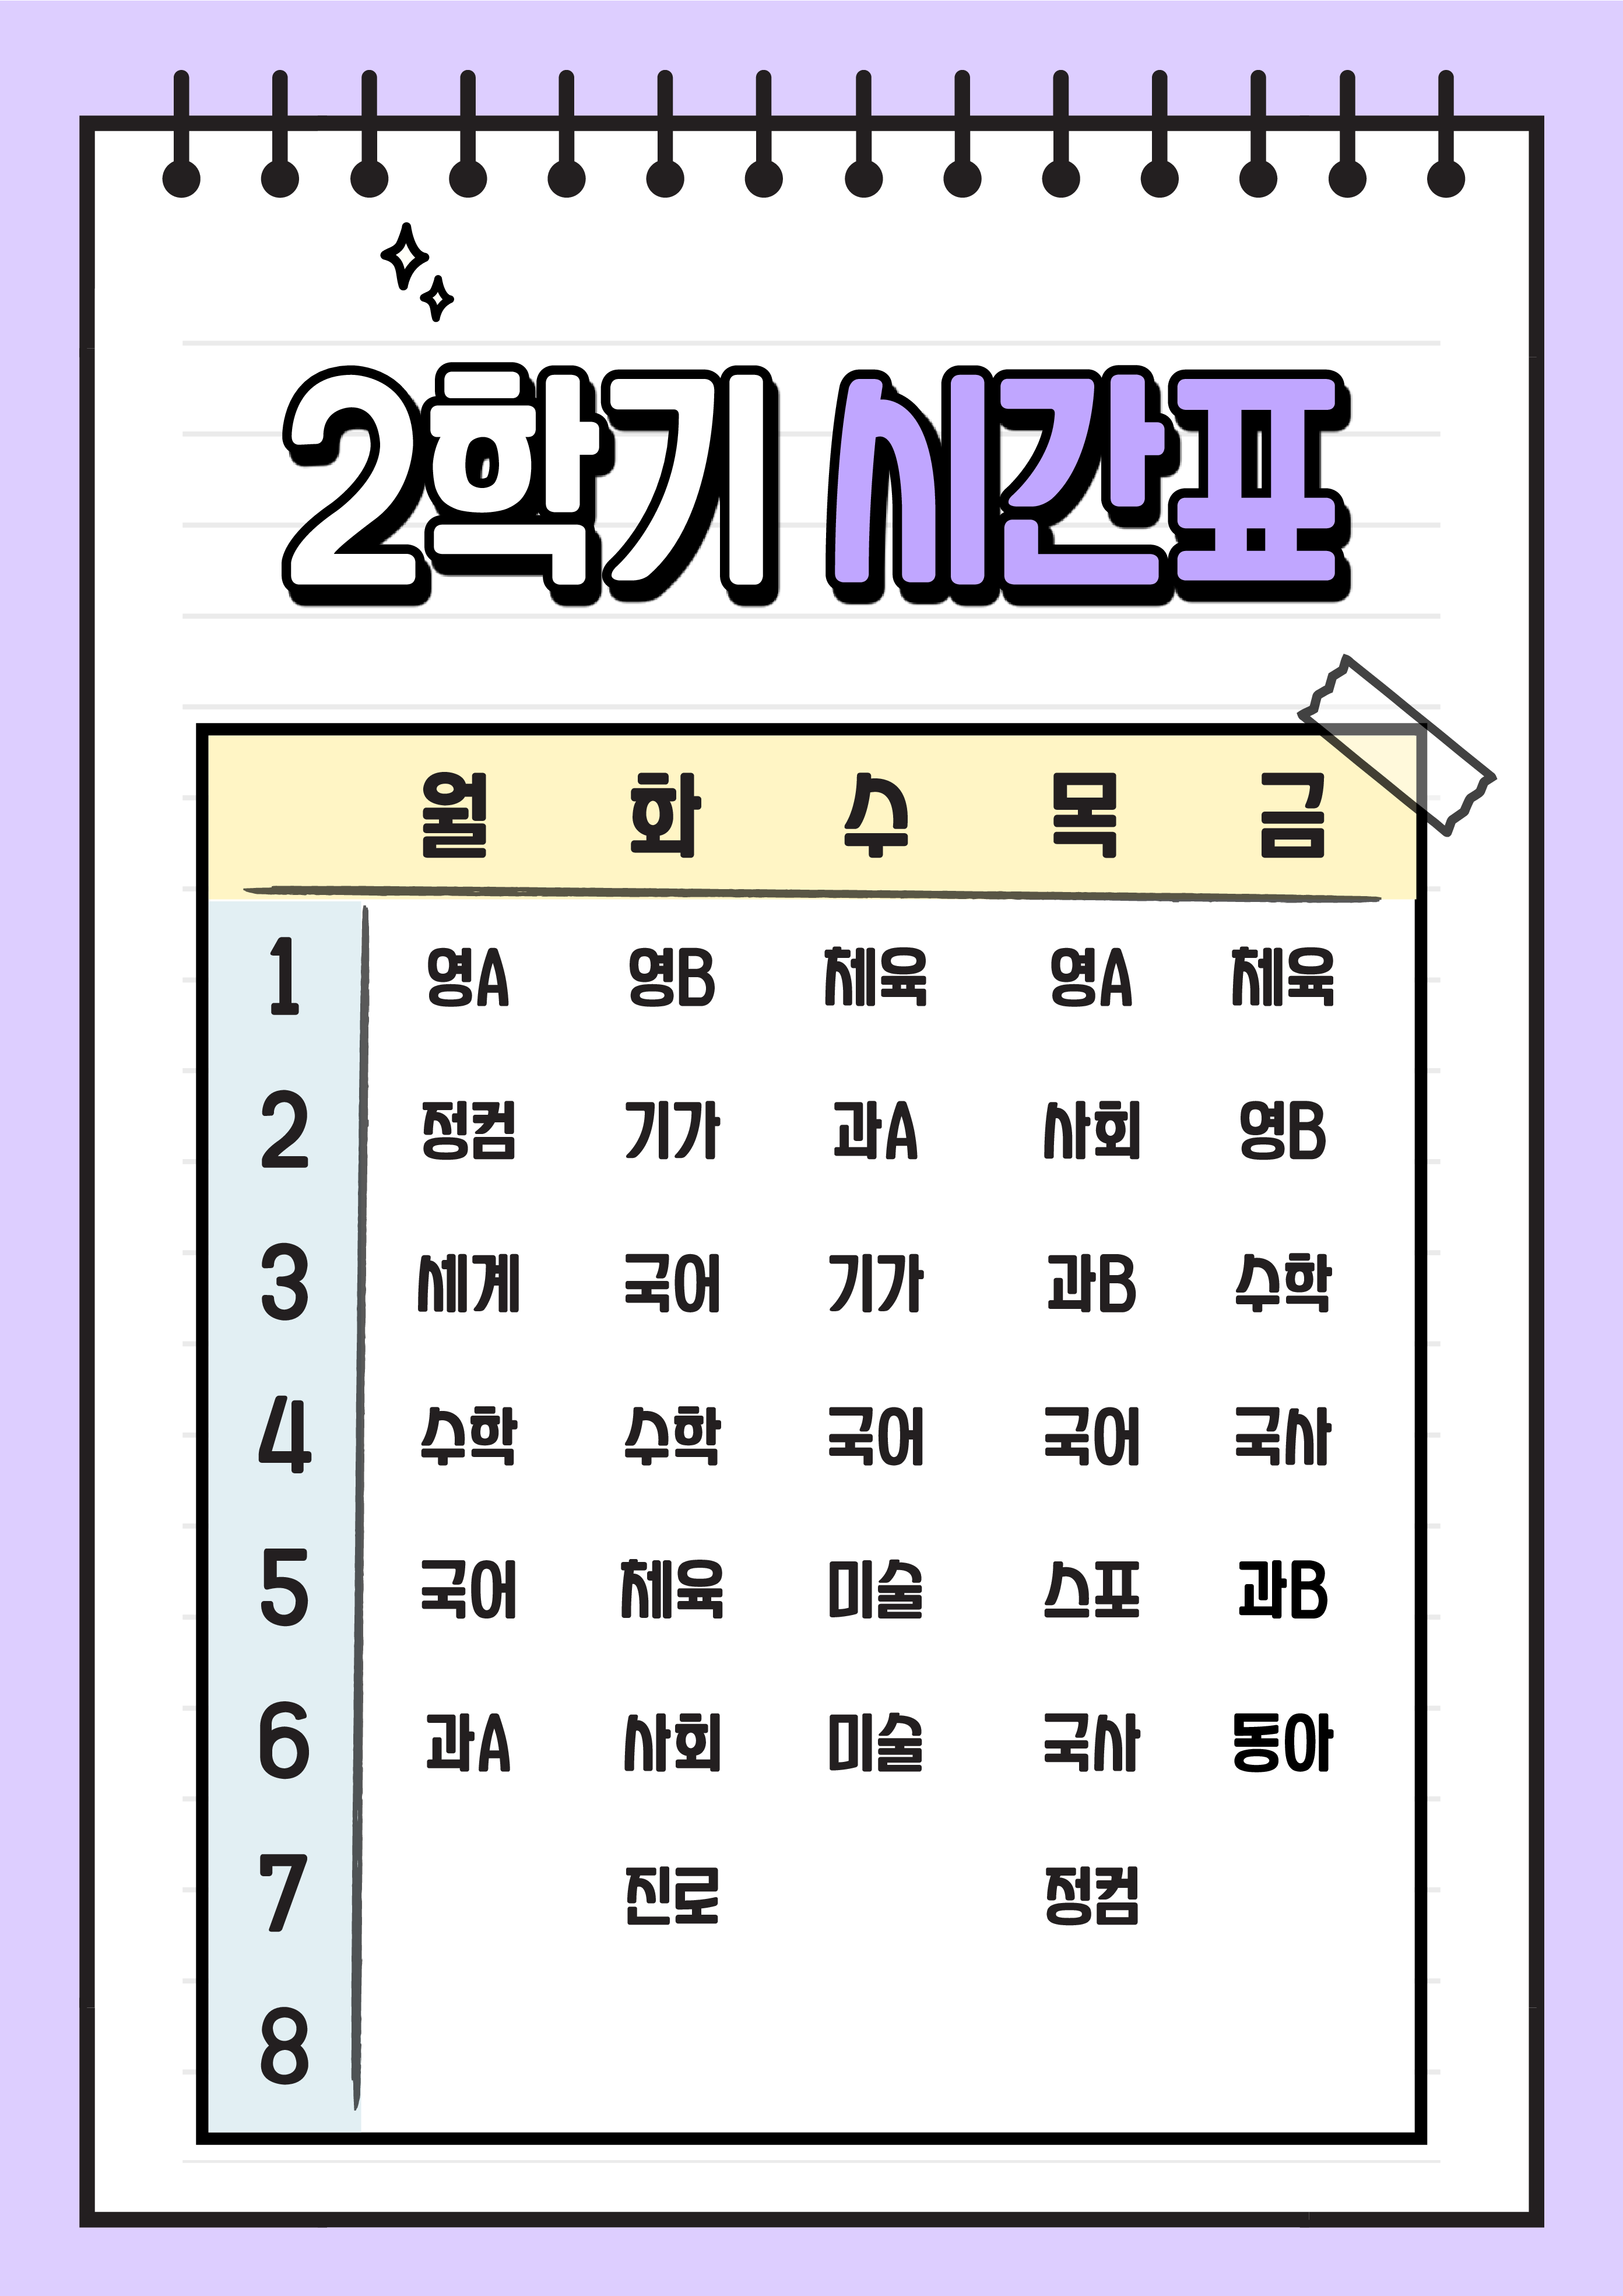 2학기 시간표
월 화 수 목 금
1 영A 영B 체육 영A 체육
2 정컴 기가 과A 사회 영B
3 세계 국어 기가 과B 수학
4 수학 수학 국어 국어 국사
5 국어 체육 미술 스포 과B
6 과A 사회 미술 국사 동아
7 진로 정컴
8